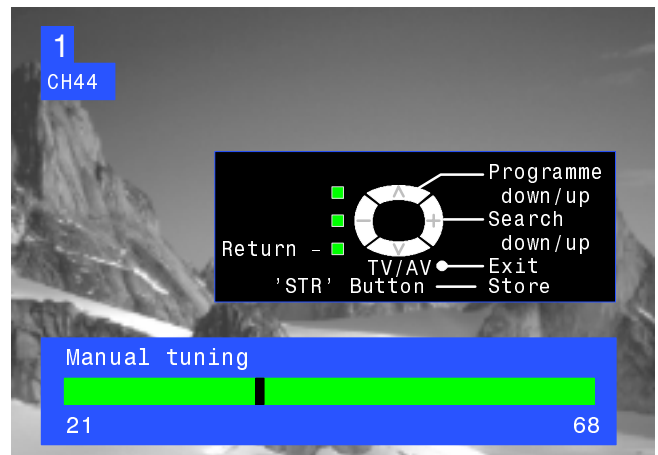 1
CH44
Programme
down/up
Search
down/up
Return –
TV/AV Exit
'STR' Button Store
Manual tuning
21 68